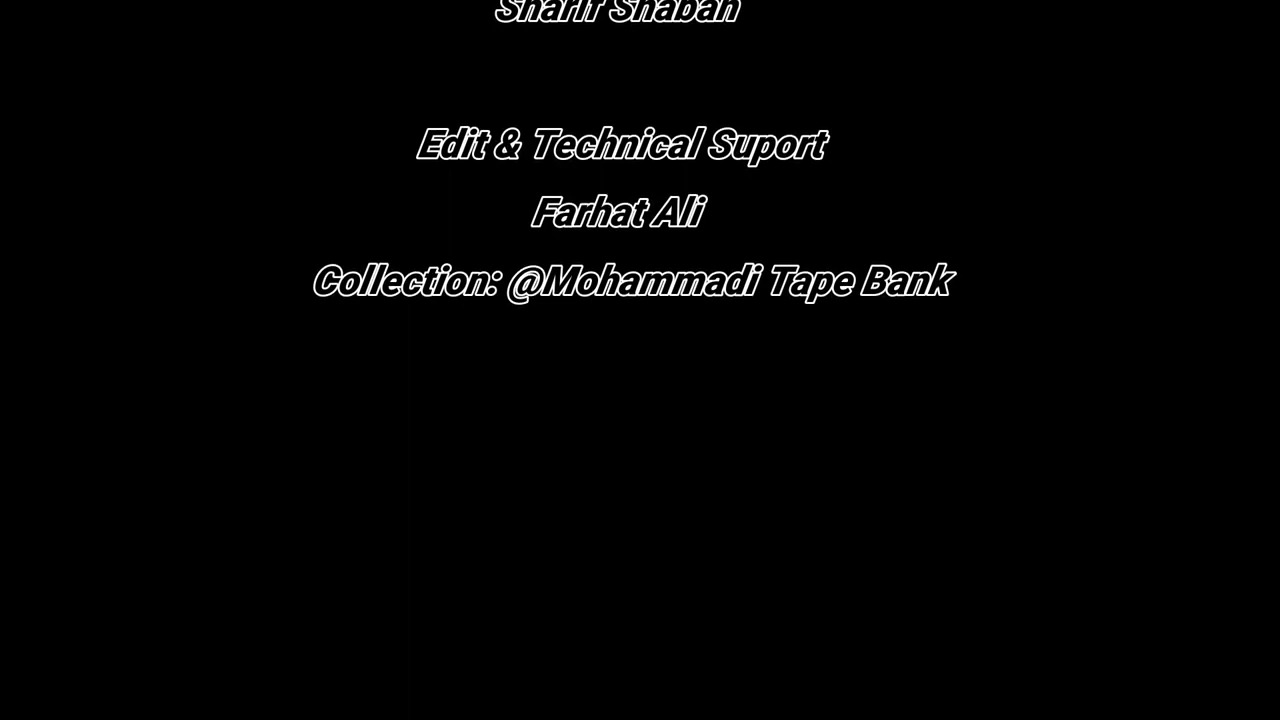 Sharif Shaban
Edit & Technical Suport
Farhat Ali
Collection: @Mohammadi Tape Bank